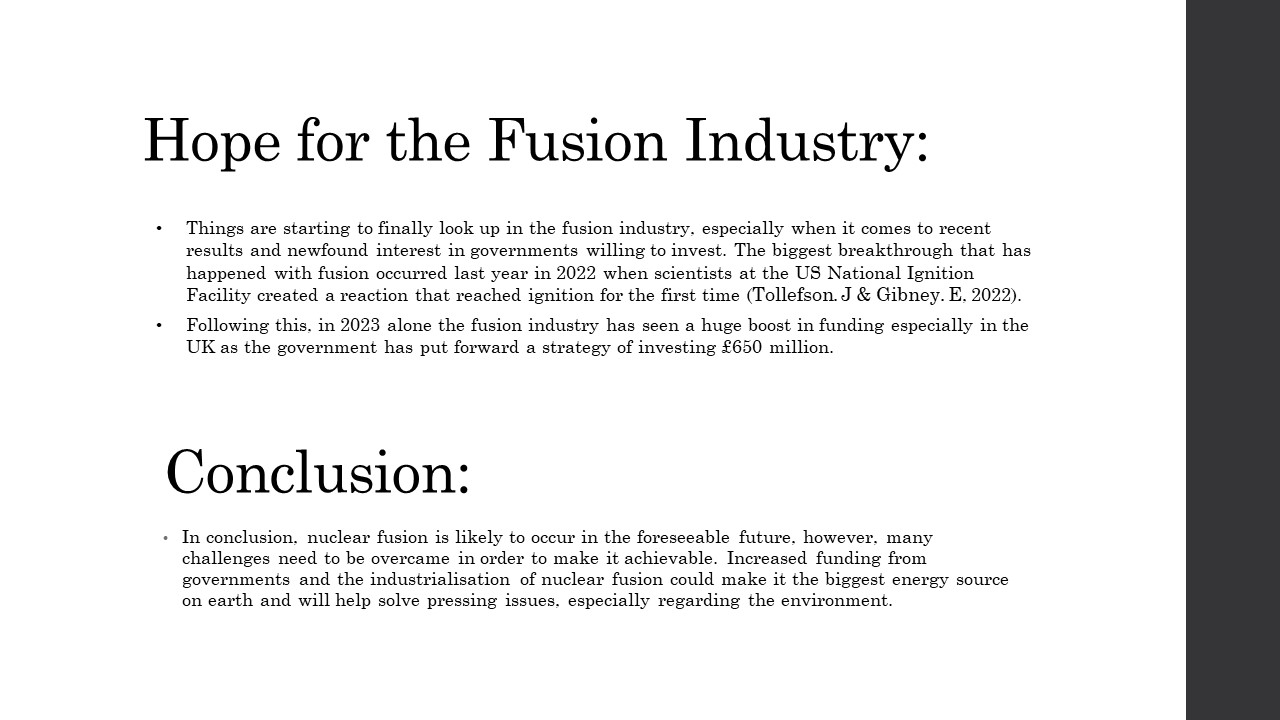 Hope for the Fusion Industry:
• Things are starting to finally look up in the fusion industry, especially when it comes to recent
results and newfound interest in governments willing to invest. The biggest breakthrough that has
happened with fusion occurred last year in 2022 when scientists at the US National Ignition
Facility created a reaction that reached ignition for the first time (Tollefson. J & Gibney. E, 2022).
• Following this, in 2023 alone the fusion industry has seen a huge boost in funding especially in the
UK as the government has put forward a strategy of investing £650 million.
Conclusion:
• In conclusion, nuclear fusion is likely to occur in the foreseeable future, however, many
challenges need to be overcame in order to make it achievable. Increased funding from
governments and the industrialisation of nuclear fusion could make it the biggest energy source
on earth and will help solve pressing issues, especially regarding the environment.